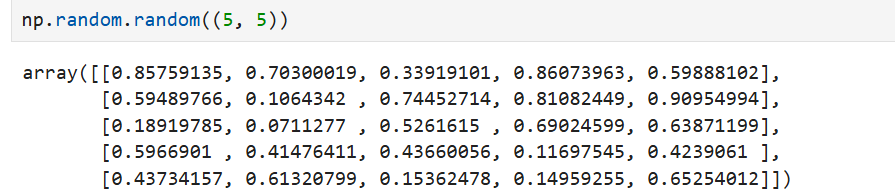 np.random.random((5, 5))
array([[0.85759135, 0.70300019, 0.33919101, 0.86073963, 0.59888102],
       [0.59489766, 0.1064342 , 0.74452714, 0.81082449, 0.90954994],
       [0.18919785, 0.0711277 , 0.5261615 , 0.69024599, 0.63871199],
       [0.5966901 , 0.41476411, 0.43660056, 0.11697545, 0.4239061 ],
       [0.43734157, 0.61320799, 0.15362478, 0.14959255, 0.65254012]])